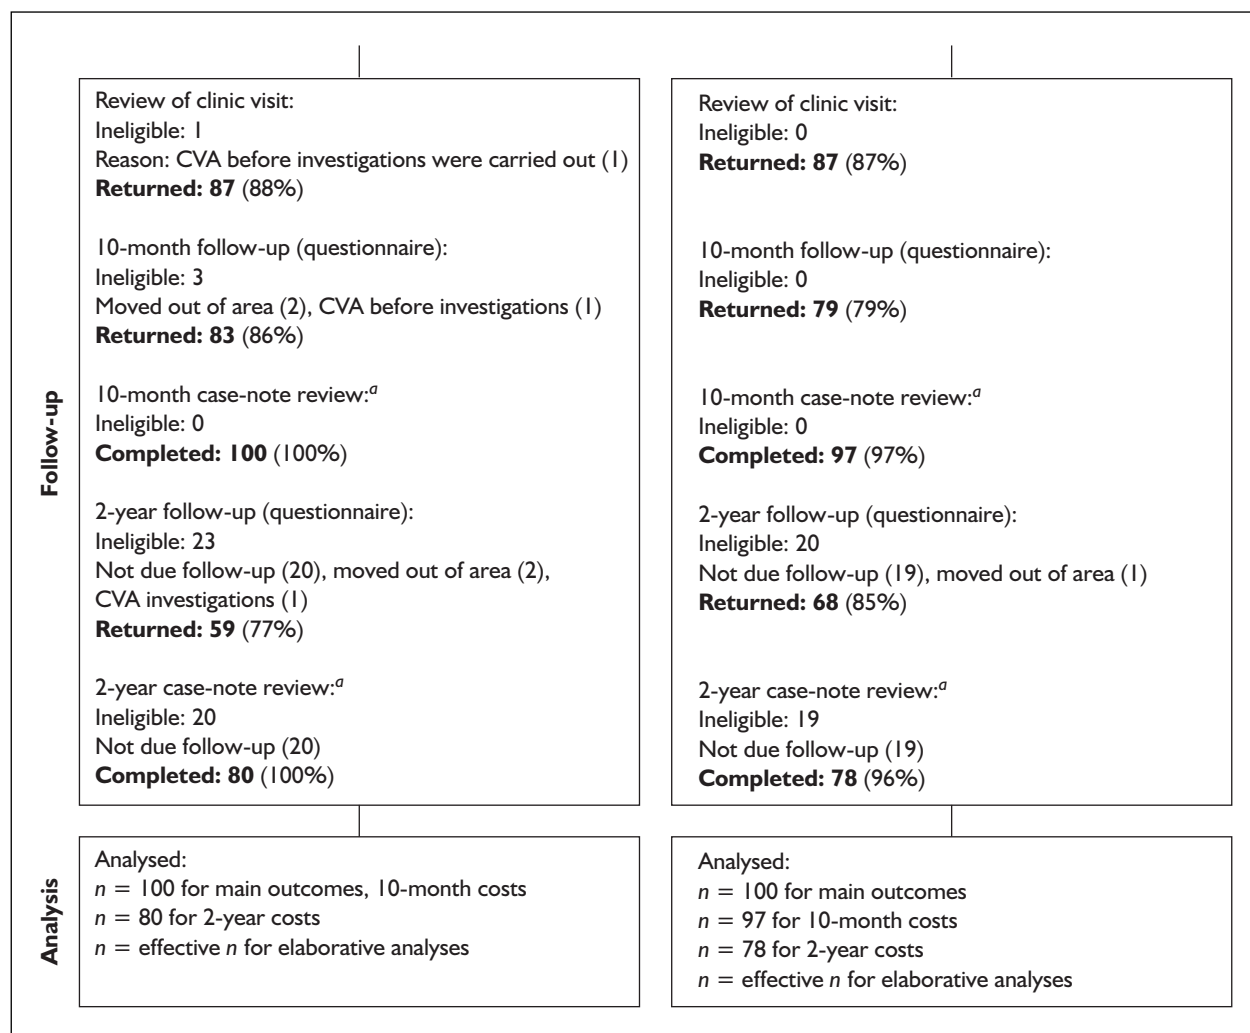 Follow-up
Review of clinic visit:
Ineligible: 1
Reason: CVA before investigations were carried out (1)
Returned: 87 (88%)
10-month follow-up (questionnaire):
Ineligible: 3
Moved out of area (2), CVA before investigations (1)
Returned: 83 (86%)
10-month case-note review:a
Ineligible: 0
Completed: 100 (100%)
2-year follow-up (questionnaire):
Ineligible: 23
Not due follow-up (20), moved out of area (2),
CVA investigations (1)
Returned: 59 (77%)
2-year case-note review:a
Ineligible: 20
Not due follow-up (20)
Completed: 80 (100%)
Review of clinic visit:
Ineligible: 0
Returned: 87 (87%)
10-month follow-up (questionnaire):
Ineligible: 0
Returned: 79 (79%)
10-month case-note review:a
Ineligible: 0
Completed: 97 (97%)
2-year follow-up (questionnaire):
Ineligible: 20
Not due follow-up (19), moved out of area (1)
Returned: 68 (85%)
2-year case-note review:a
Ineligible: 19
Not due follow-up (19)
Completed: 78 (96%)
Analysis
Analysed:
n = 100 for main outcomes, 10-month costs
n = 80 for 2-year costs
n = effective n for elaborative analyses
Analysed:
n = 100 for main outcomes
n = 97 for 10-month costs
n = 78 for 2-year costs
n = effective n for elaborative analyses